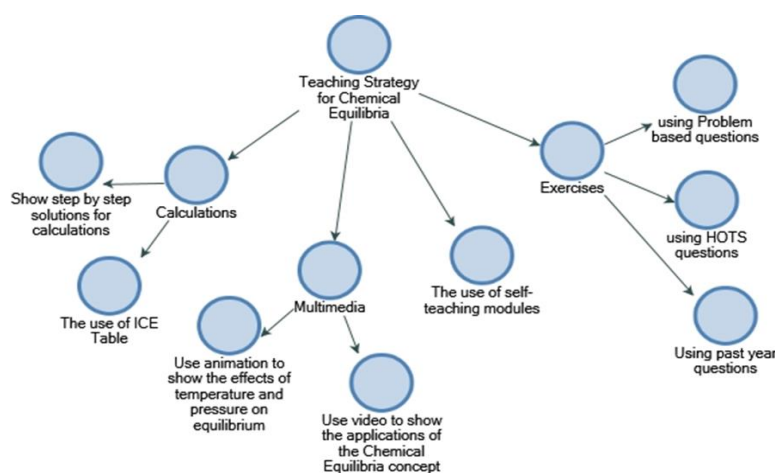 Teaching Strategy
for Chemical
Equilibria
using Problem
based questions
Exercises
Show step by step
solutions for
calculations
Calculations
using HOTS
questions
The use of self-
teaching modules
Multimedia
The use of ICE
Table
Using past year
questions
Use animation to
show the effects of
temperature and
pressure on
equilibrium
Use video to show
the applications of
the Chemical
Equilibria concept